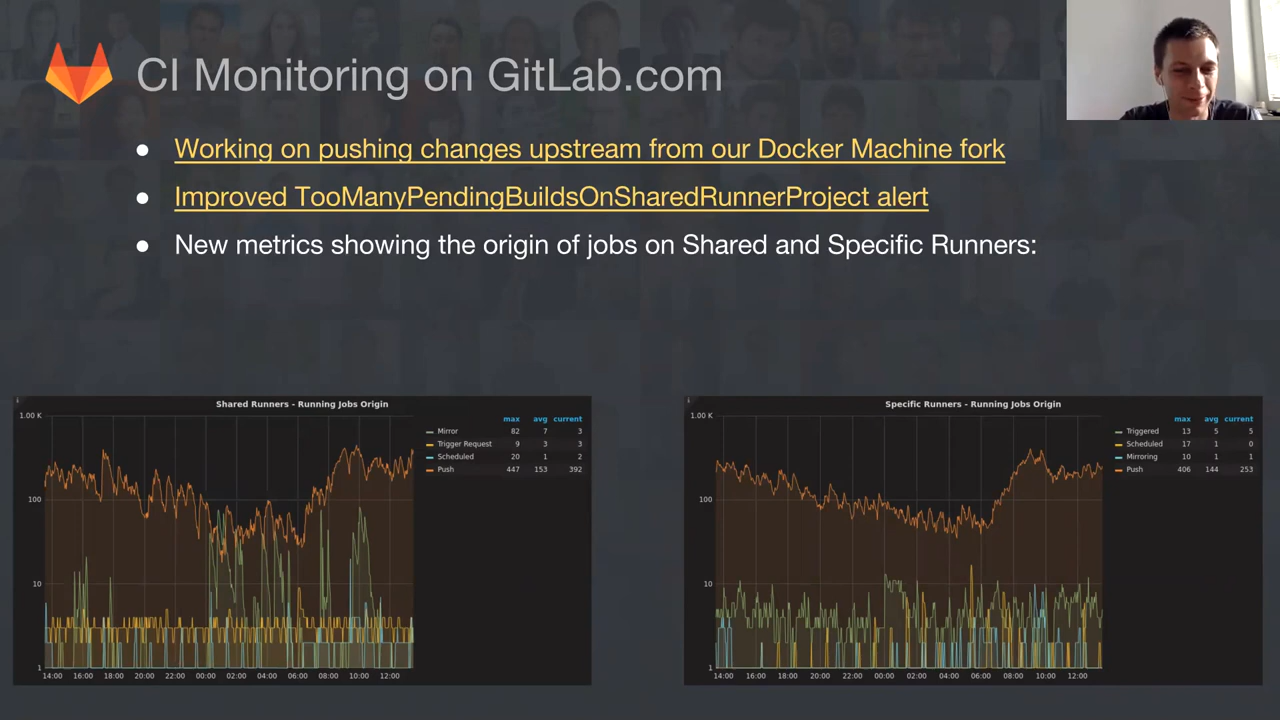 CI Monitoring on GitLab.com
● Working on pushing changes upstream from our Docker Machine fork
● Improved TooManyPendingBuildsOnSharedRunnerProject alert
● New metrics showing the origin of jobs on Shared and Specific Runners:
Shared Runners - Running Jobs Origin
max avg current
Mirror 82 7 3
Trigger Request 9 3 3
Scheduled 20 1 2
Push 447 153 392
1.00 K
100
10
1
14:00 16:00 18:00 20:00 22:00 00:00 02:00 04:00 06:00 08:00 10:00 12:00
Specific Runners - Running Jobs Origin
max avg current
Triggered 13 5 5
Scheduled 17 1 0
Mirroring 10 1 1
Push 406 144 253
1.00 K
100
10
1
14:00 16:00 18:00 20:00 22:00 00:00 02:00 04:00 06:00 08:00 10:00 12:00